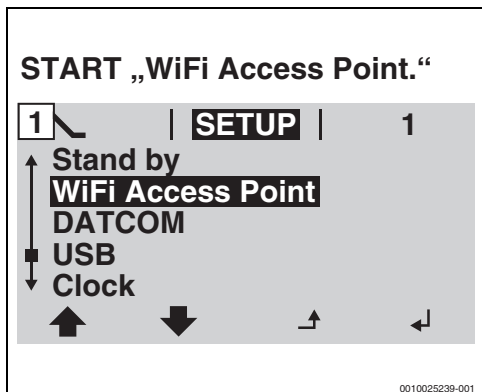 START „WiFi Access Point.“
1 | SETUP | 1
Stand by
WiFi Access Point
DATCOM
USB
Clock
0010025239-001